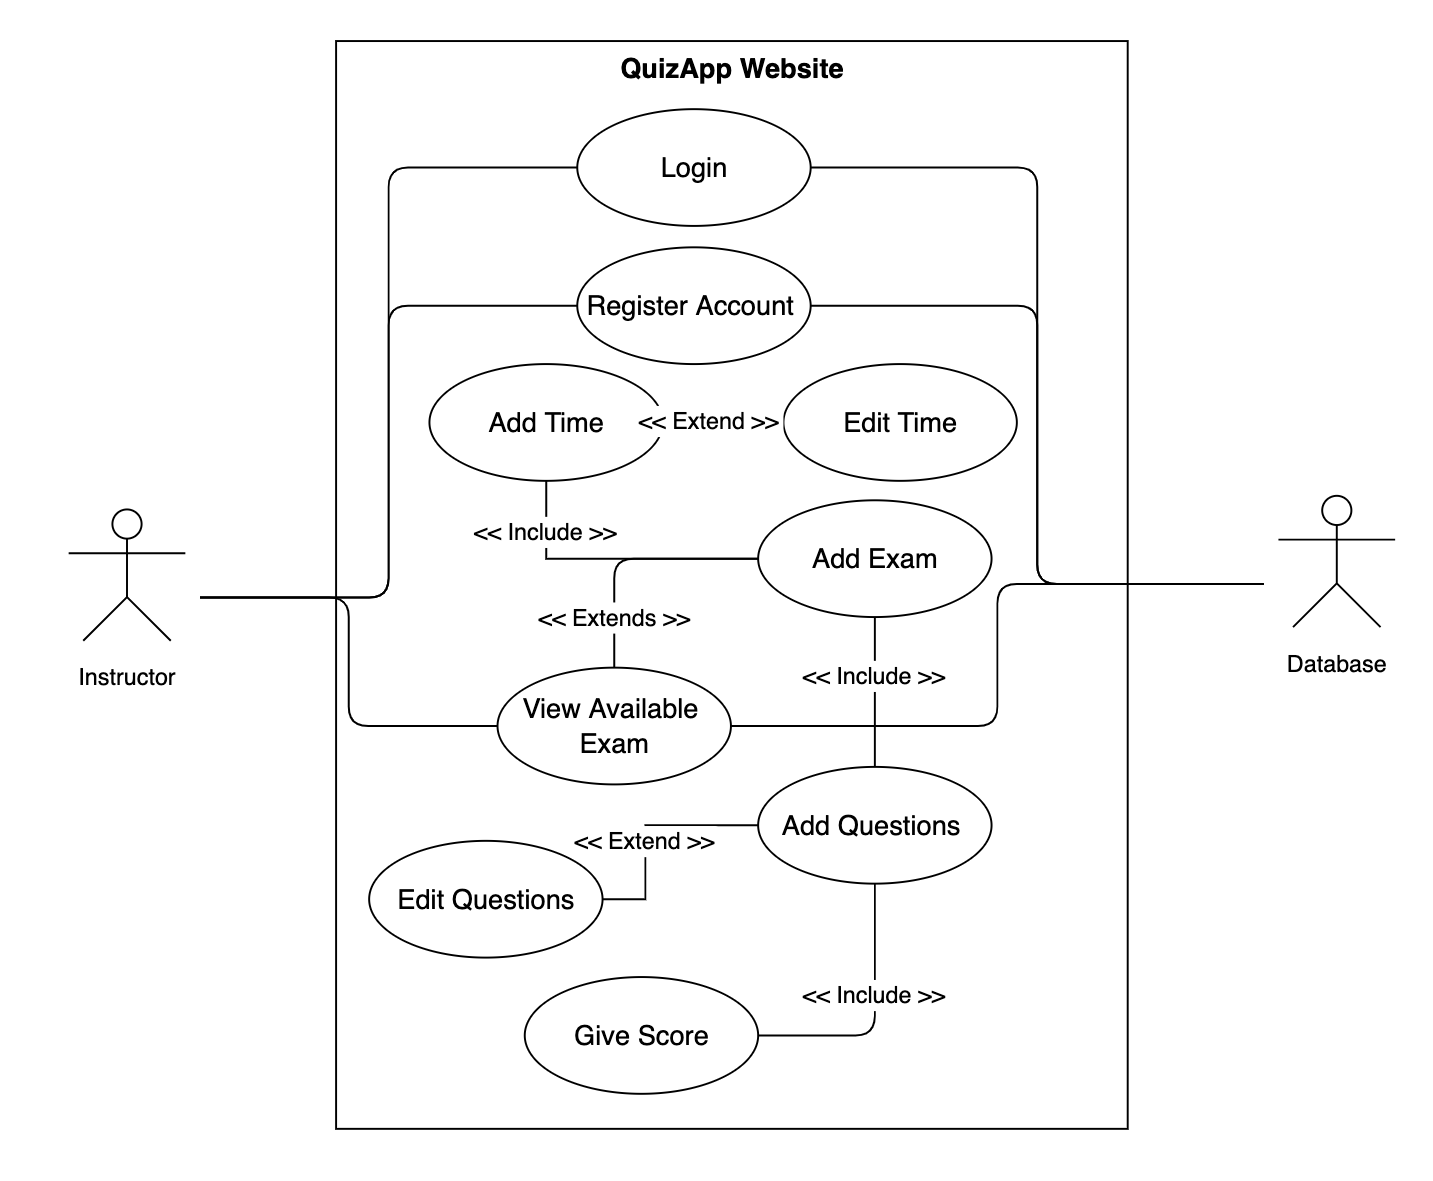 QuizApp Website
Login
Register Account
Add Time
<< Extend >>
Edit Time
<< Include >>
Add Exam
<< Extends >>
<< Include >>
Instructor
Database
View Available
Exam
Add Questions
<< Extend >>
Edit Questions
<< Include >>
Give Score